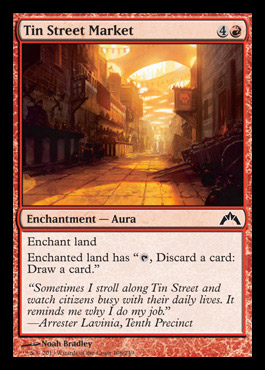 Tin Street Market 4
Enchantment — Aura
Enchant land
Enchanted land has “, Discard a card:
Draw a card.”
“Sometimes I stroll along Tin Street and
watch citizens busy with their daily lives. It
reminds me why I do my job.”
—Arrester Lavinia, Tenth Precinct
Noah Bradley